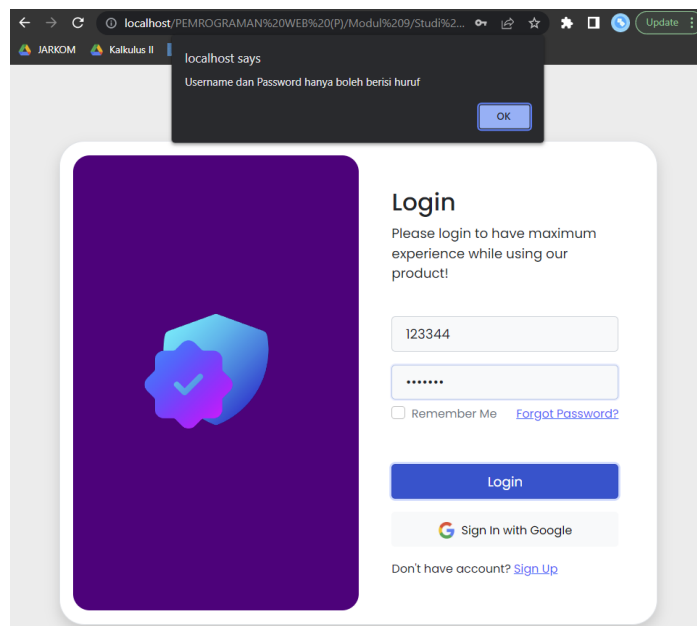 localhost/PEMROGRAMAN%20WEB%20(P)/Modul%209/Studi%2...
Update
JARKOM
Kalkulus II
localhost says
Username dan Password hanya boleh berisi huruf
OK
Login
Please login to have maximum
experience while using our
product!
123344
•••••••
Remember Me Forgot Password?
Login
Sign In with Google
Don't have account? Sign Up